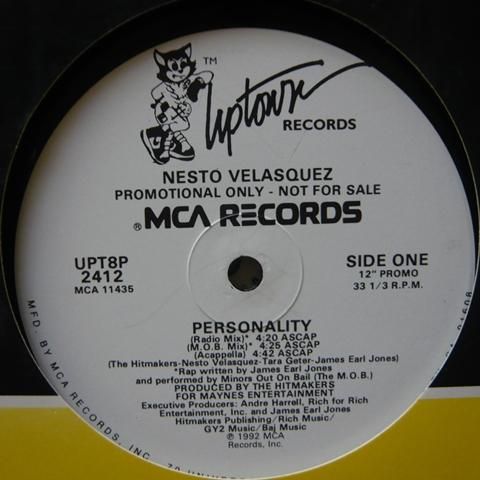 TM
Uptown
RECORDS
NESTO VELASQUEZ
PROMOTIONAL ONLY - NOT FOR SALE
®MCA RECORDS
UPT8P
2412
MCA 11435
SIDE ONE
12" PROMO
33 1/3 R.P.M.
PERSONALITY
(Radio Mix)* 4:20 ASCAP
(M.O.B. Mix)* 4:25 ASCAP
(Acappella) 4:42 ASCAP
(The Hitmakers-Nesto Velasquez-Tara Geter-James Earl Jones)
*Rap written by James Earl Jones
and performed by Minors Out On Bail (The M.O.B.)
PRODUCED BY THE HITMAKERS
FOR MAYNES ENTERTAINMENT
Executive Producers: Andre Harrell, Rich for Rich
Entertainment, Inc. and James Earl Jones
Hitmakers Publishing/Rich Music/
GY2 Music/Baj Music
℗ 1992 MCA
Records, Inc.
MFD. BY MCA RECORDS, INC.